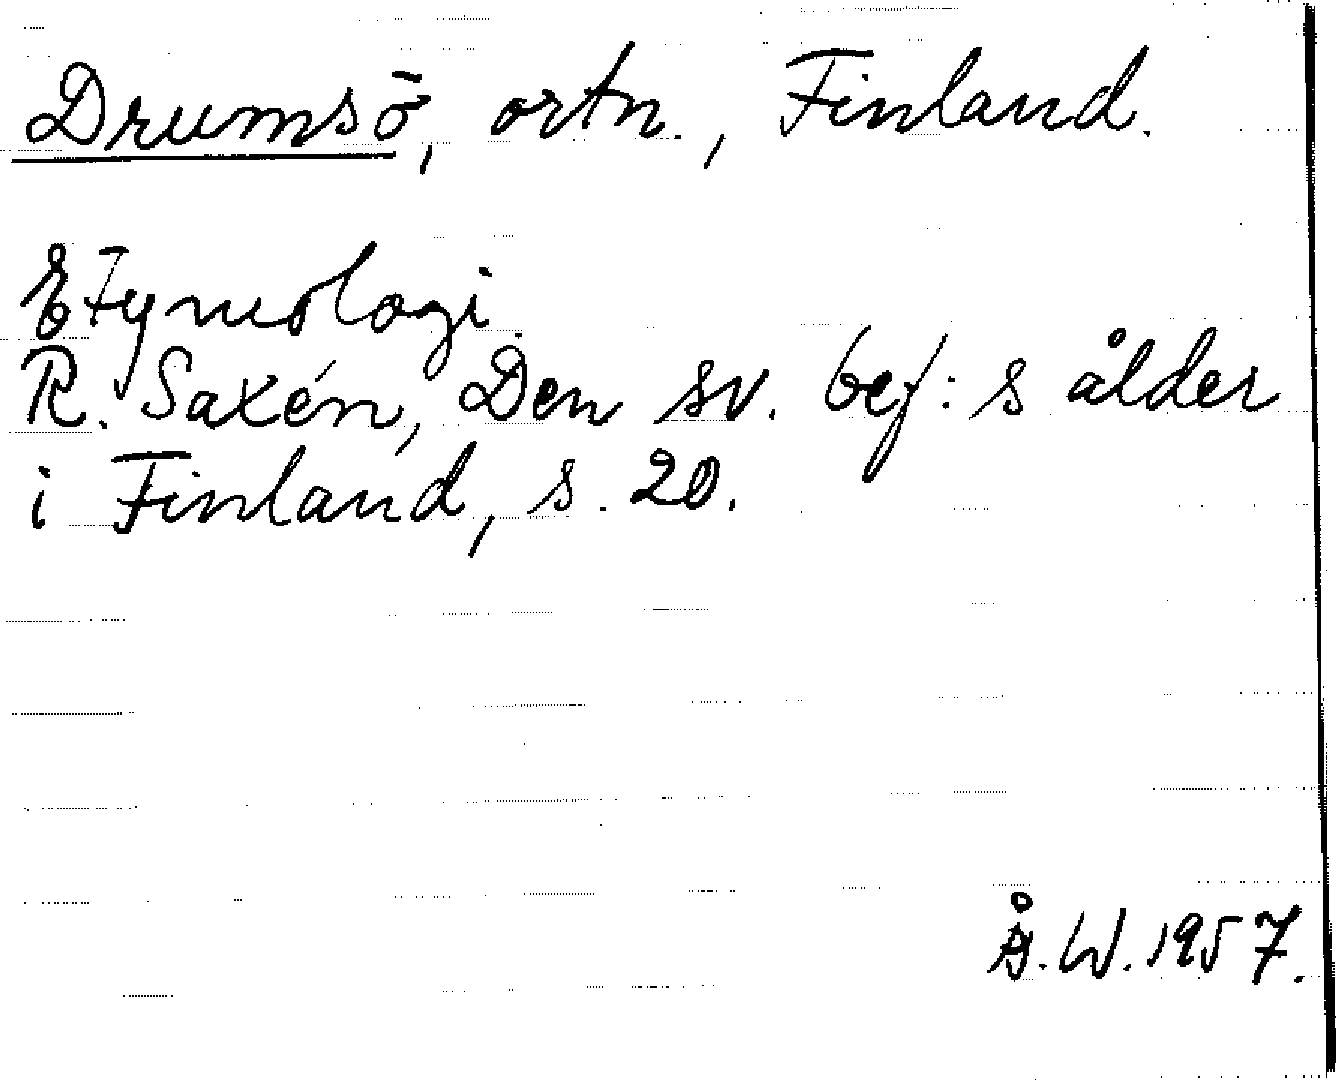 Drumsö, ortn., Finland.
Etymologi.
R. Saxén, Den sv. bef:s ålder
i Finland, s. 20.
Å.W.1957.